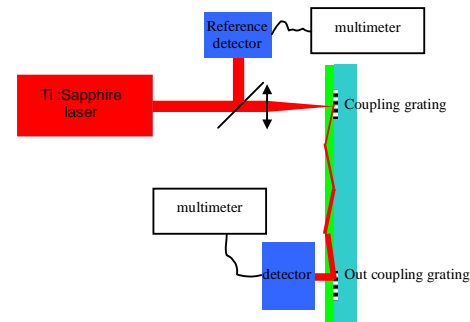 Reference
detector
multimeter
Ti :Sapphire
laser
Coupling grating
multimeter
detector
Out coupling grating